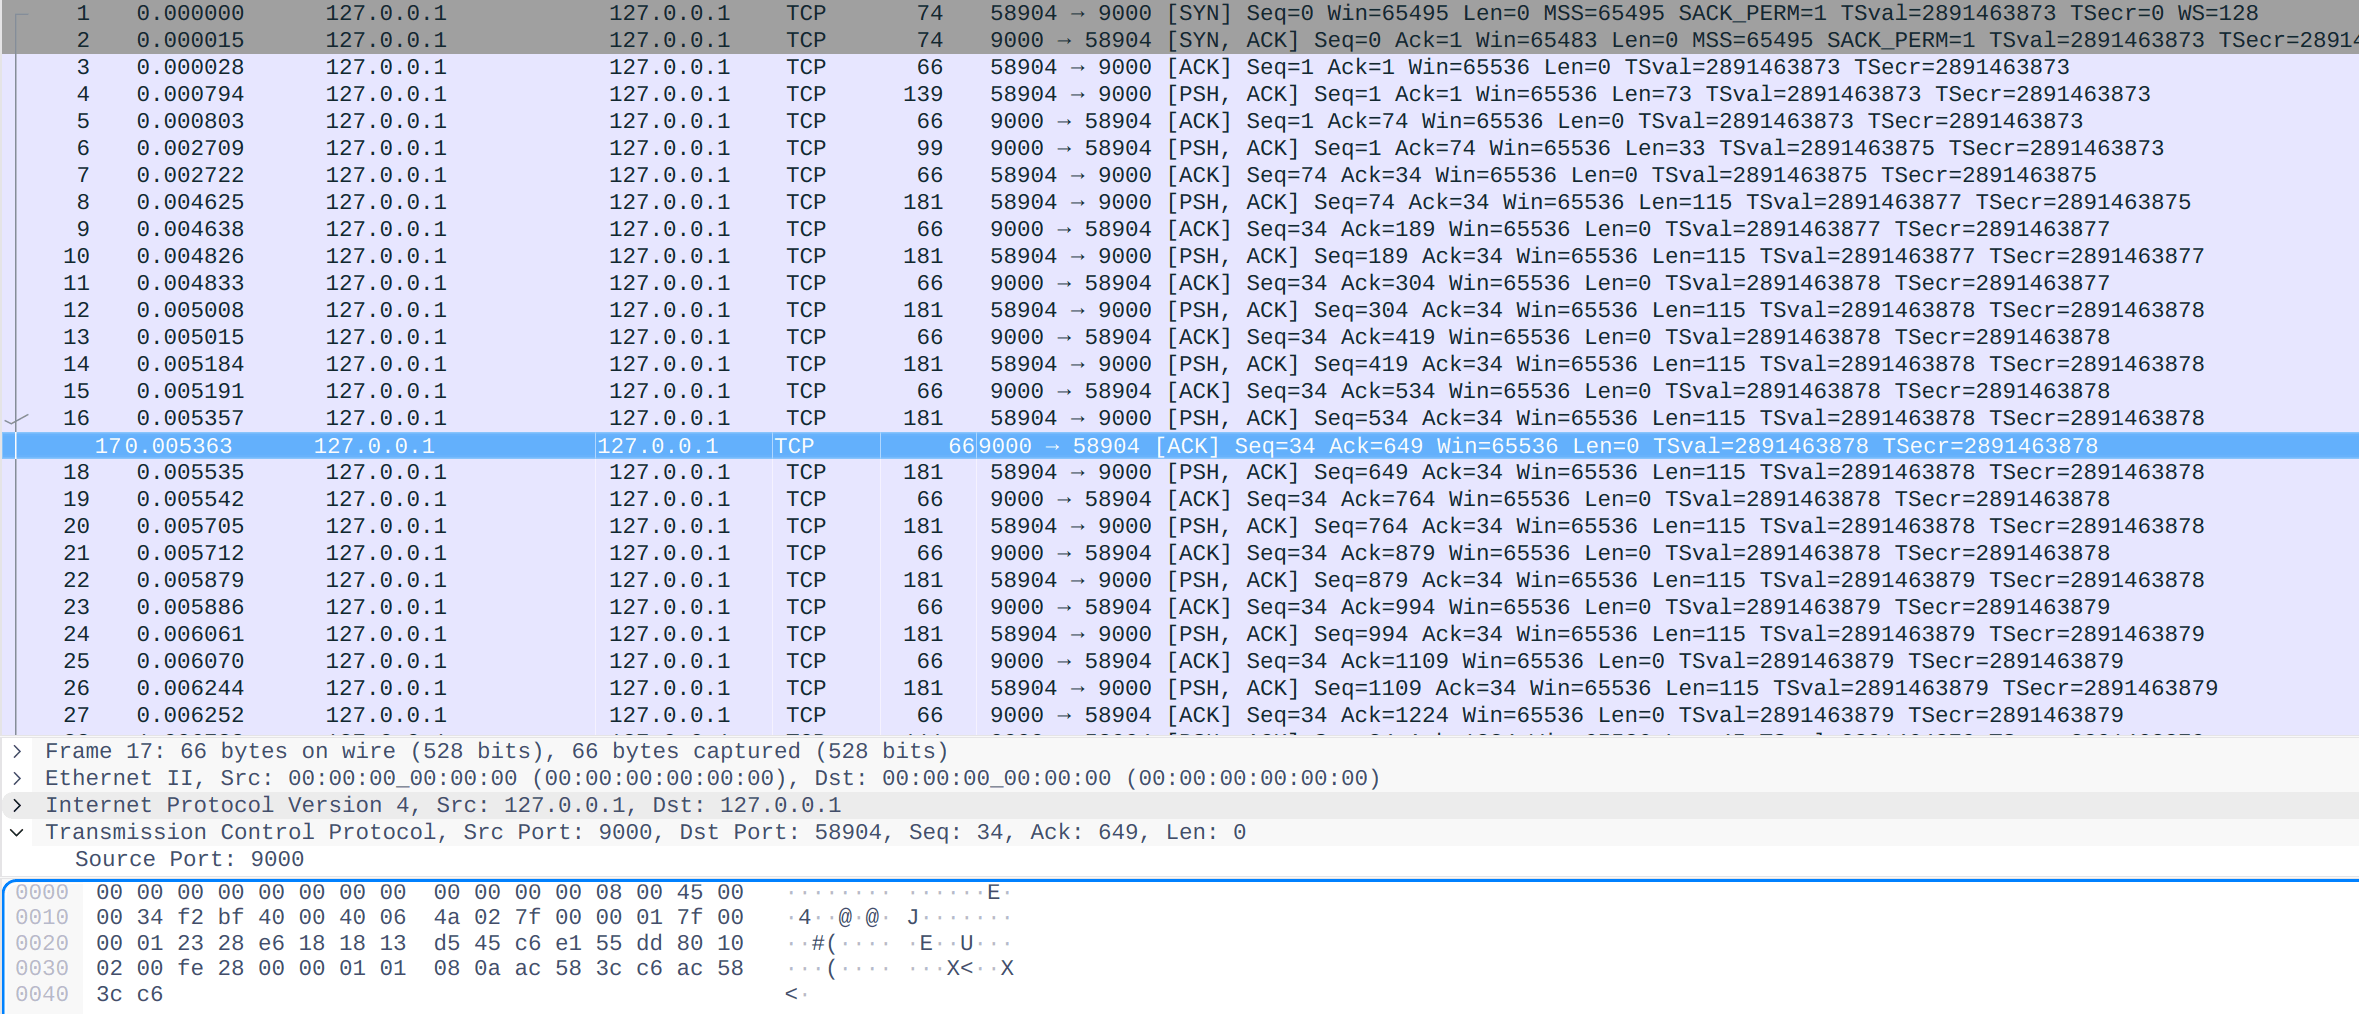 1 0.000000 127.0.0.1 127.0.0.1 TCP 74 58904 → 9000 [SYN] Seq=0 Win=65495 Len=0 MSS=65495 SACK_PERM=1 TSval=2891463873 TSecr=0 WS=128
2 0.000015 127.0.0.1 127.0.0.1 TCP 74 9000 → 58904 [SYN, ACK] Seq=0 Ack=1 Win=65483 Len=0 MSS=65495 SACK_PERM=1 TSval=2891463873 TSecr=28914
3 0.000028 127.0.0.1 127.0.0.1 TCP 66 58904 → 9000 [ACK] Seq=1 Ack=1 Win=65536 Len=0 TSval=2891463873 TSecr=2891463873
4 0.000794 127.0.0.1 127.0.0.1 TCP 139 58904 → 9000 [PSH, ACK] Seq=1 Ack=1 Win=65536 Len=73 TSval=2891463873 TSecr=2891463873
5 0.000803 127.0.0.1 127.0.0.1 TCP 66 9000 → 58904 [ACK] Seq=1 Ack=74 Win=65536 Len=0 TSval=2891463873 TSecr=2891463873
6 0.002709 127.0.0.1 127.0.0.1 TCP 99 9000 → 58904 [PSH, ACK] Seq=1 Ack=74 Win=65536 Len=33 TSval=2891463875 TSecr=2891463873
7 0.002722 127.0.0.1 127.0.0.1 TCP 66 58904 → 9000 [ACK] Seq=74 Ack=34 Win=65536 Len=0 TSval=2891463875 TSecr=2891463875
8 0.004625 127.0.0.1 127.0.0.1 TCP 181 58904 → 9000 [PSH, ACK] Seq=74 Ack=34 Win=65536 Len=115 TSval=2891463877 TSecr=2891463875
9 0.004638 127.0.0.1 127.0.0.1 TCP 66 9000 → 58904 [ACK] Seq=34 Ack=189 Win=65536 Len=0 TSval=2891463877 TSecr=2891463877
10 0.004826 127.0.0.1 127.0.0.1 TCP 181 58904 → 9000 [PSH, ACK] Seq=189 Ack=34 Win=65536 Len=115 TSval=2891463877 TSecr=2891463877
11 0.004833 127.0.0.1 127.0.0.1 TCP 66 9000 → 58904 [ACK] Seq=34 Ack=304 Win=65536 Len=0 TSval=2891463878 TSecr=2891463877
12 0.005008 127.0.0.1 127.0.0.1 TCP 181 58904 → 9000 [PSH, ACK] Seq=304 Ack=34 Win=65536 Len=115 TSval=2891463878 TSecr=2891463878
13 0.005015 127.0.0.1 127.0.0.1 TCP 66 9000 → 58904 [ACK] Seq=34 Ack=419 Win=65536 Len=0 TSval=2891463878 TSecr=2891463878
14 0.005184 127.0.0.1 127.0.0.1 TCP 181 58904 → 9000 [PSH, ACK] Seq=419 Ack=34 Win=65536 Len=115 TSval=2891463878 TSecr=2891463878
15 0.005191 127.0.0.1 127.0.0.1 TCP 66 9000 → 58904 [ACK] Seq=34 Ack=534 Win=65536 Len=0 TSval=2891463878 TSecr=2891463878
16 0.005357 127.0.0.1 127.0.0.1 TCP 181 58904 → 9000 [PSH, ACK] Seq=534 Ack=34 Win=65536 Len=115 TSval=2891463878 TSecr=2891463878
17 0.005363 127.0.0.1 127.0.0.1 TCP 66 9000 → 58904 [ACK] Seq=34 Ack=649 Win=65536 Len=0 TSval=2891463878 TSecr=2891463878
18 0.005535 127.0.0.1 127.0.0.1 TCP 181 58904 → 9000 [PSH, ACK] Seq=649 Ack=34 Win=65536 Len=115 TSval=2891463878 TSecr=2891463878
19 0.005542 127.0.0.1 127.0.0.1 TCP 66 9000 → 58904 [ACK] Seq=34 Ack=764 Win=65536 Len=0 TSval=2891463878 TSecr=2891463878
20 0.005705 127.0.0.1 127.0.0.1 TCP 181 58904 → 9000 [PSH, ACK] Seq=764 Ack=34 Win=65536 Len=115 TSval=2891463878 TSecr=2891463878
21 0.005712 127.0.0.1 127.0.0.1 TCP 66 9000 → 58904 [ACK] Seq=34 Ack=879 Win=65536 Len=0 TSval=2891463878 TSecr=2891463878
22 0.005879 127.0.0.1 127.0.0.1 TCP 181 58904 → 9000 [PSH, ACK] Seq=879 Ack=34 Win=65536 Len=115 TSval=2891463879 TSecr=2891463878
23 0.005886 127.0.0.1 127.0.0.1 TCP 66 9000 → 58904 [ACK] Seq=34 Ack=994 Win=65536 Len=0 TSval=2891463879 TSecr=2891463879
24 0.006061 127.0.0.1 127.0.0.1 TCP 181 58904 → 9000 [PSH, ACK] Seq=994 Ack=34 Win=65536 Len=115 TSval=2891463879 TSecr=2891463879
25 0.006070 127.0.0.1 127.0.0.1 TCP 66 9000 → 58904 [ACK] Seq=34 Ack=1109 Win=65536 Len=0 TSval=2891463879 TSecr=2891463879
26 0.006244 127.0.0.1 127.0.0.1 TCP 181 58904 → 9000 [PSH, ACK] Seq=1109 Ack=34 Win=65536 Len=115 TSval=2891463879 TSecr=2891463879
27 0.006252 127.0.0.1 127.0.0.1 TCP 66 9000 → 58904 [ACK] Seq=34 Ack=1224 Win=65536 Len=0 TSval=2891463879 TSecr=2891463879
Frame 17: 66 bytes on wire (528 bits), 66 bytes captured (528 bits)
Ethernet II, Src: 00:00:00_00:00:00 (00:00:00:00:00:00), Dst: 00:00:00_00:00:00 (00:00:00:00:00:00)
Internet Protocol Version 4, Src: 127.0.0.1, Dst: 127.0.0.1
Transmission Control Protocol, Src Port: 9000, Dst Port: 58904, Seq: 34, Ack: 649, Len: 0
Source Port: 9000
0000 00 00 00 00 00 00 00 00 00 00 00 00 08 00 45 00 ········ ······E·
0010 00 34 f2 bf 40 00 40 06 4a 02 7f 00 00 01 7f 00 ·4··@·@· J·······
0020 00 01 23 28 e6 18 18 13 d5 45 c6 e1 55 dd 80 10 ··#(···· ·E··U···
0030 02 00 fe 28 00 00 01 01 08 0a ac 58 3c c6 ac 58 ···(···· ···X<··X
0040 3c c6 <·